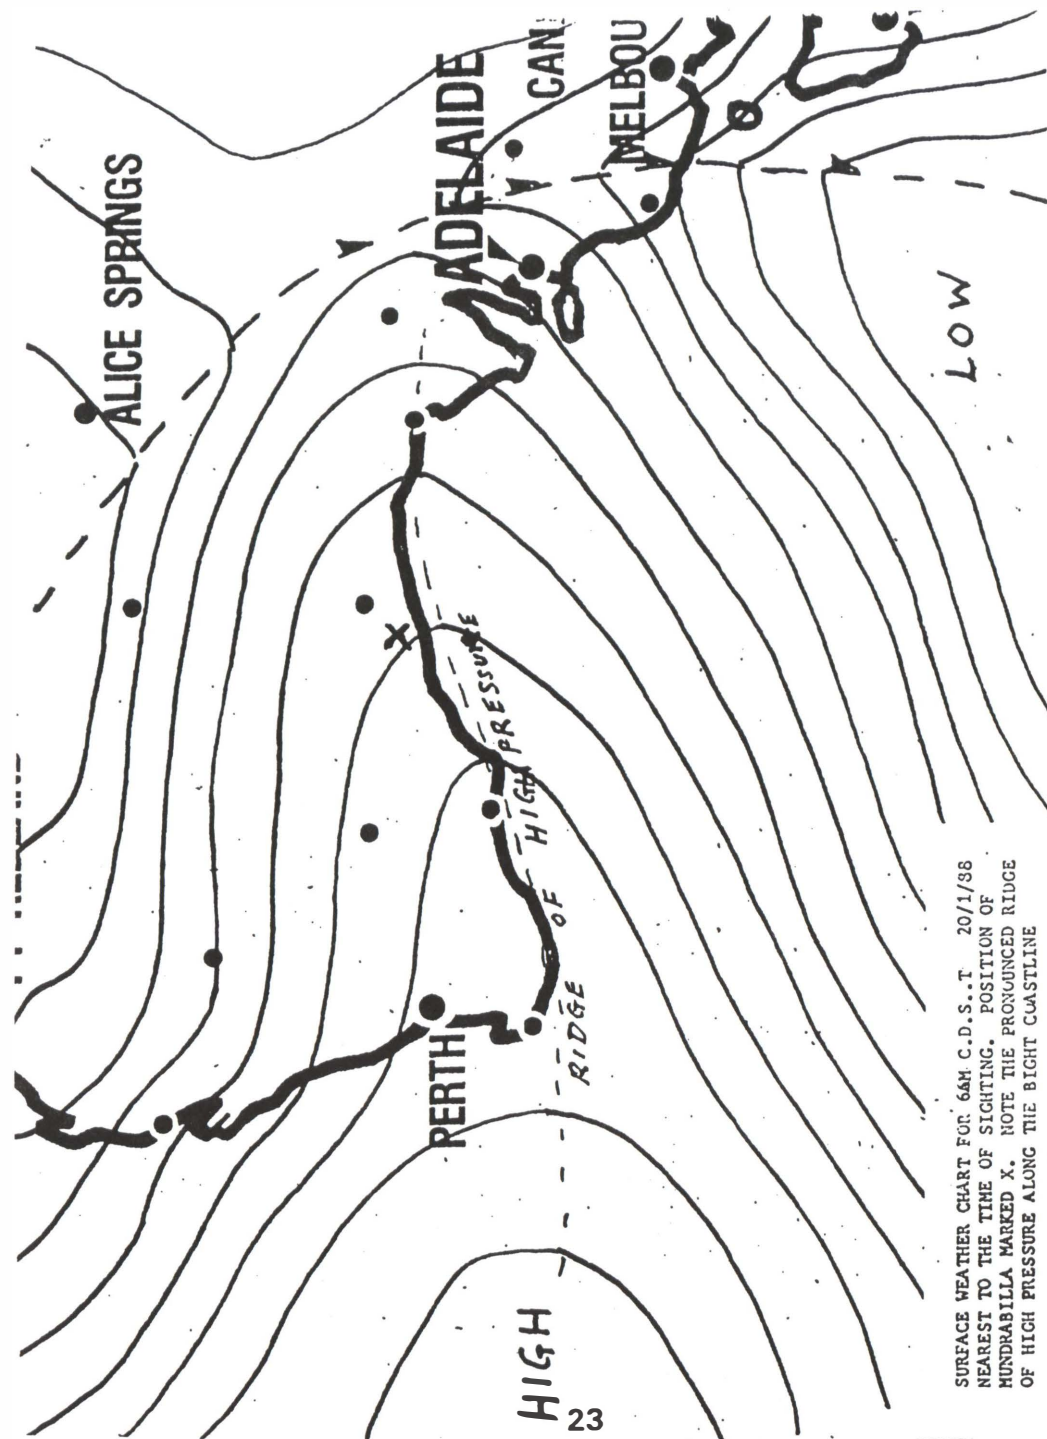 ALICE SPRINGS
ADELAIDE
CAN
MELBOU
LOW
PERTH
RIDGE OF HIGH PRESSURE
HIGH
SURFACE WEATHER CHART FOR 6AM C.D.S..T 20/1/88
NEAREST TO THE TIME OF SIGHTING. POSITION OF
MUNDRABILLA MARKED X. NOTE THE PRONOUNCED RIDGE
OF HIGH PRESSURE ALONG THE BIGHT COASTLINE
X
23